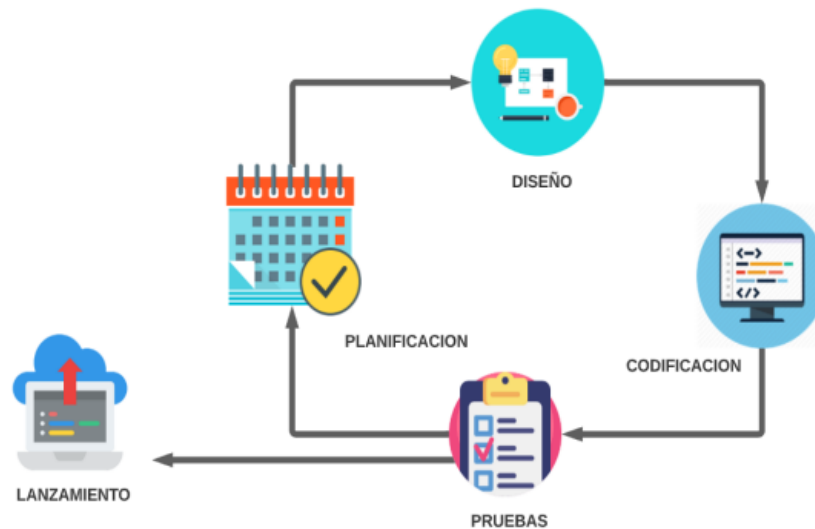 DISEÑO
PLANIFICACION
CODIFICACION
LANZAMIENTO
PRUEBAS